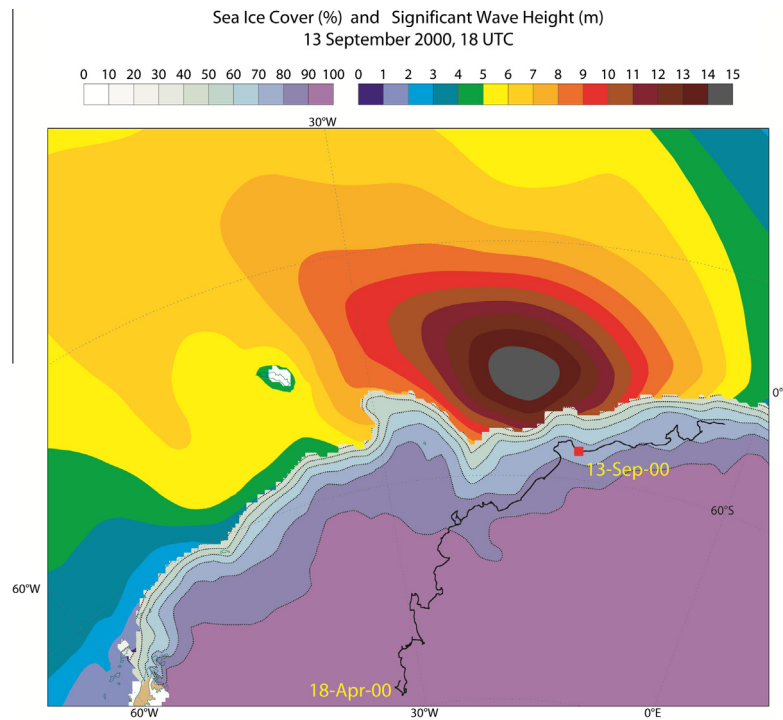 Sea Ice Cover (%) and Significant Wave Height (m)
13 September 2000, 18 UTC
0 10 20 30 40 50 60 70 80 90 100 0 1 2 3 4 5 6 7 8 9 10 11 12 13 14 15
30°W
0°
13-Sep-00
60°S
60°W
18-Apr-00
60°W 30°W 0°E